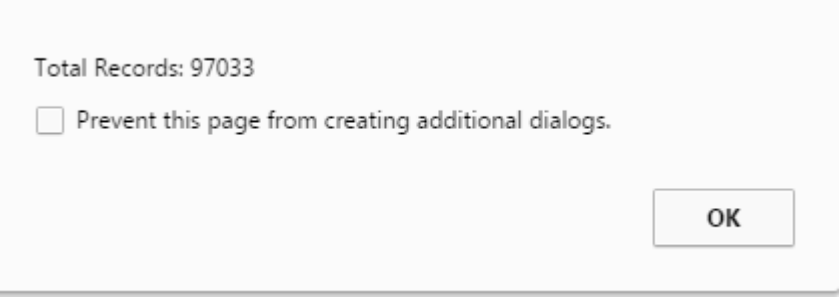 Total Records: 97033
Prevent this page from creating additional dialogs.
OK